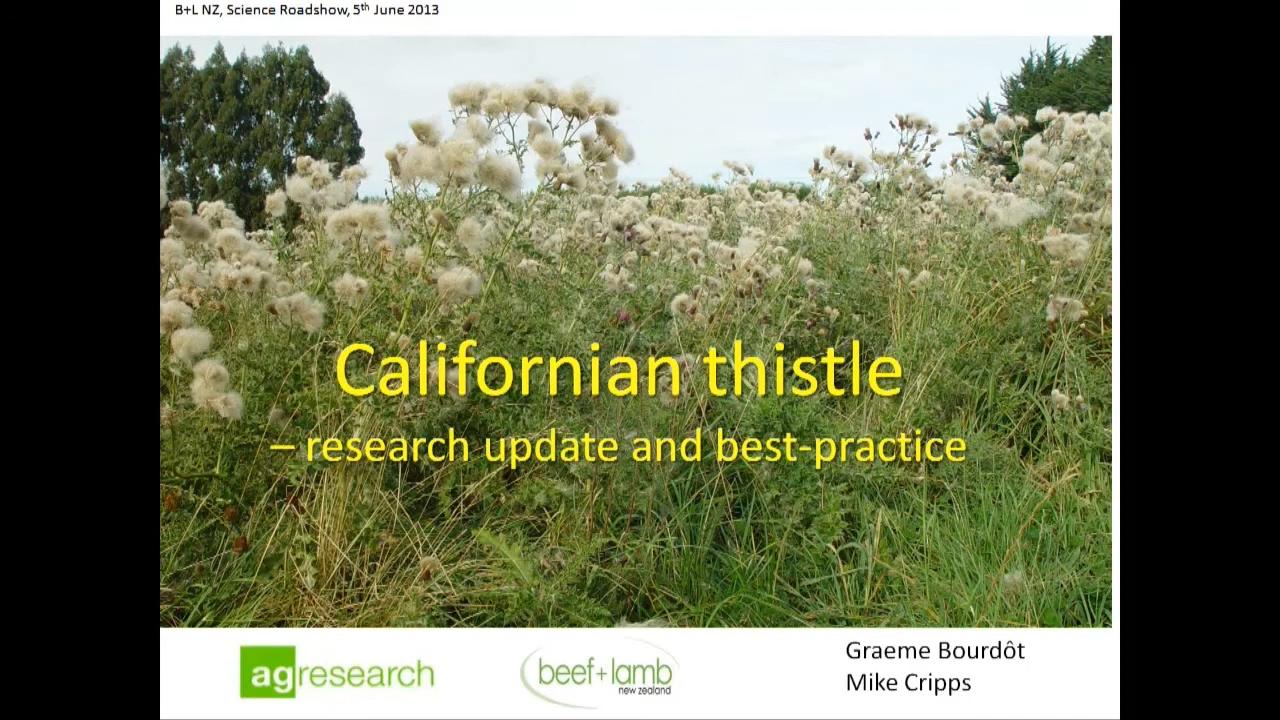 B+L NZ, Science Roadshow, 5th June 2013
Californian thistle
– research update and best-practice
agresearch
beef+lamb
new zealand
Graeme Bourdôt
Mike Cripps